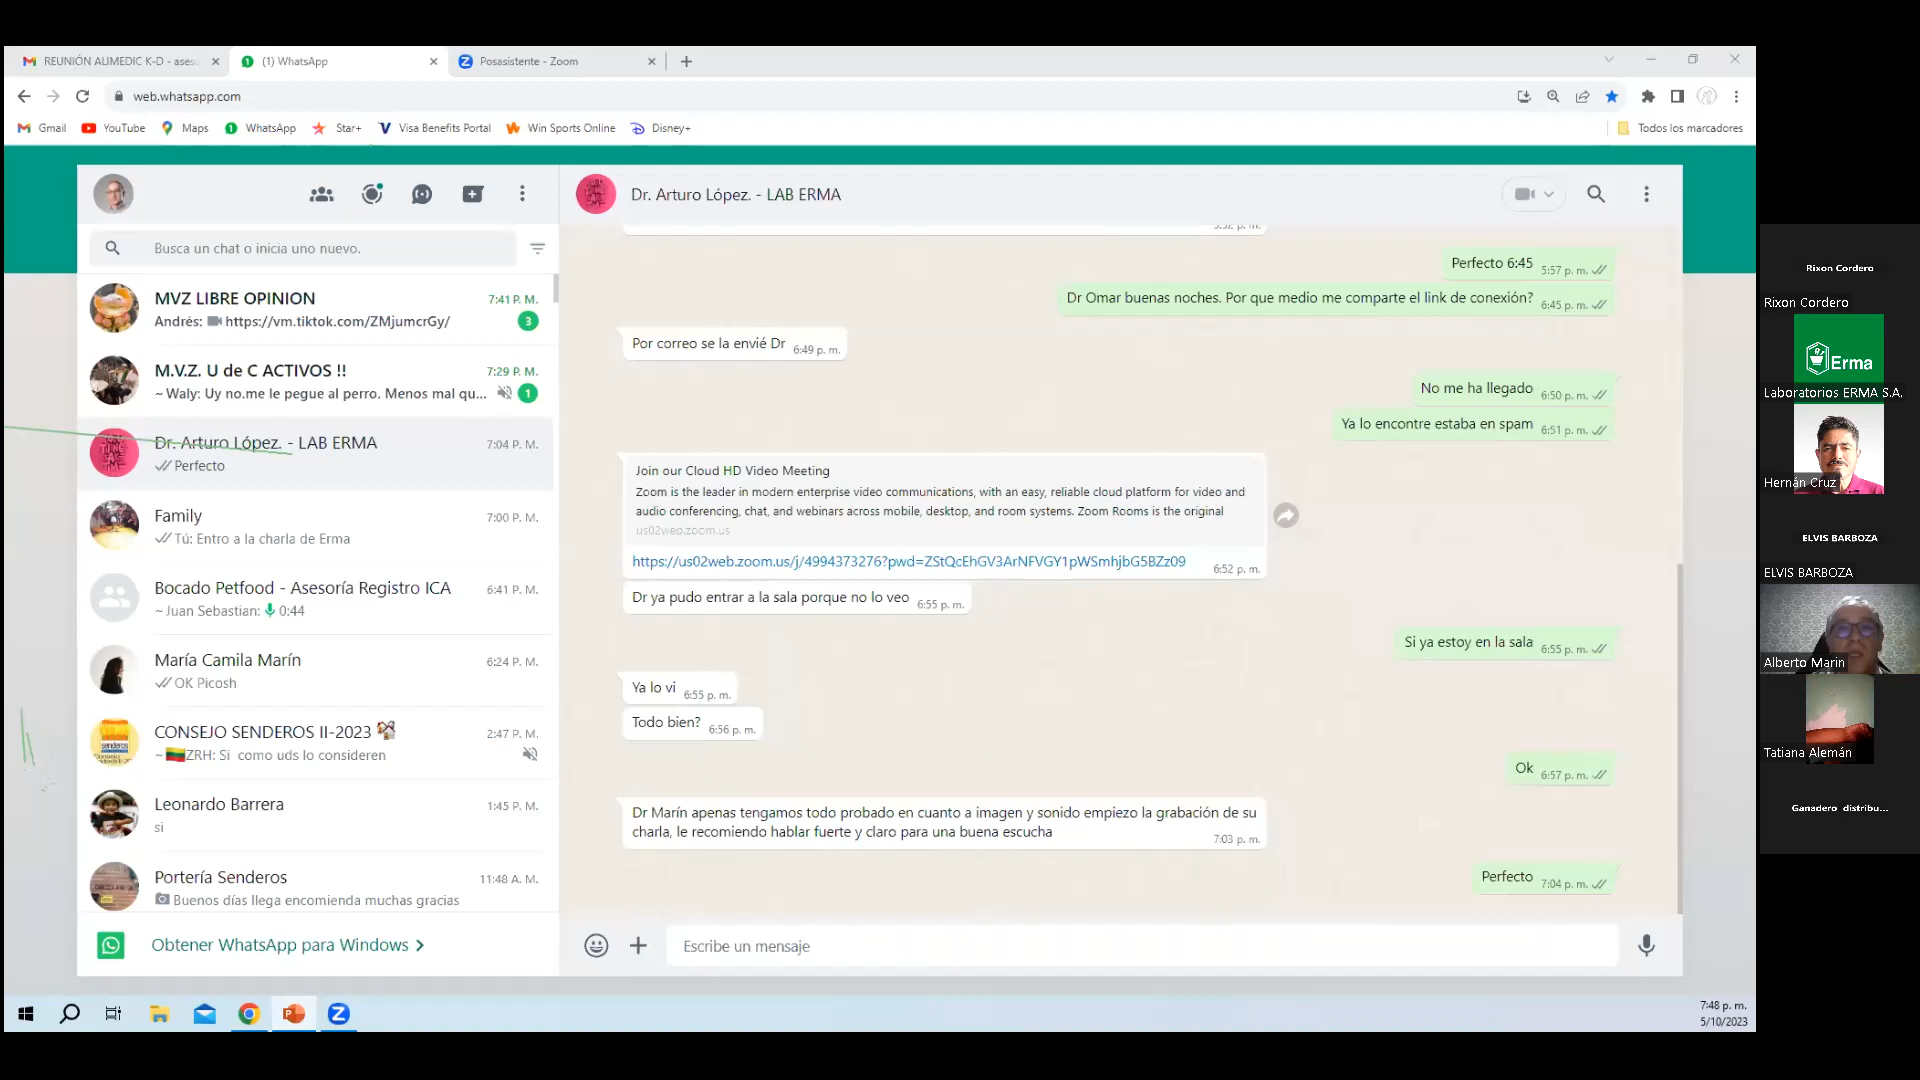 REUNIÓN ALIMEDIC K-D - ases
(1) WhatsApp
Posasistente - Zoom
web.whatsapp.com
Gmail
YouTube
Maps
WhatsApp
Star+
Visa Benefits Portal
Win Sports Online
Disney+
Todos los marcadores
Busca un chat o inicia uno nuevo.
MVZ LIBRE OPINION
7:41 P. M.
Andrés: https://vm.tiktok.com/ZMjumcrGy/
3
M.V.Z. U de C ACTIVOS !!
7:29 P. M.
~ Waly: Uy no.me le pegue al perro. Menos mal qu...
1
Dr. Arturo López. - LAB ERMA
7:04 P. M.
Perfecto
Family
7:00 P. M.
Tú: Entro a la charla de Erma
Bocado Petfood - Asesoría Registro ICA
6:41 P. M.
~ Juan Sebastian: 0:44
María Camila Marín
6:24 P. M.
OK Picosh
CONSEJO SENDEROS II-2023
2:47 P. M.
~ ZRH: Si como uds lo consideren
Leonardo Barrera
1:45 P. M.
si
Portería Senderos
11:48 A. M.
Buenos días llega encomienda muchas gracias
Obtener WhatsApp para Windows
Dr. Arturo López. - LAB ERMA
5:52 p. m.
Perfecto 6:45
5:57 p. m.
Dr Omar buenas noches. Por que medio me comparte el link de conexión?
6:45 p. m.
Por correo se la envié Dr
6:49 p. m.
No me ha llegado
6:50 p. m.
Ya lo encontre estaba en spam
6:51 p. m.
Join our Cloud HD Video Meeting
Zoom is the leader in modern enterprise video communications, with an easy, reliable cloud platform for video and
audio conferencing, chat, and webinars across mobile, desktop, and room systems. Zoom Rooms is the original
us02web.zoom.us
https://us02web.zoom.us/j/4994373276?pwd=ZStQcEhGV3ArNFVGY1pWSmhjbG5BZz09
6:52 p. m.
Dr ya pudo entrar a la sala porque no lo veo
6:55 p. m.
Si ya estoy en la sala
6:55 p. m.
Ya lo vi
6:55 p. m.
Todo bien?
6:56 p. m.
Ok
6:57 p. m.
Dr Marín apenas tengamos todo probado en cuanto a imagen y sonido empiezo la grabación de su
charla, le recomiendo hablar fuerte y claro para una buena escucha
7:03 p. m.
Perfecto
7:04 p. m.
Escribe un mensaje
7:48 p. m.
5/10/2023
Rixon Cordero
Rixon Cordero
Erma
Laboratorios ERMA S.A.
Hernán Cruz
ELVIS BARBOZA
ELVIS BARBOZA
Alberto Marin
Tatiana Alemán
Ganadero distribu...